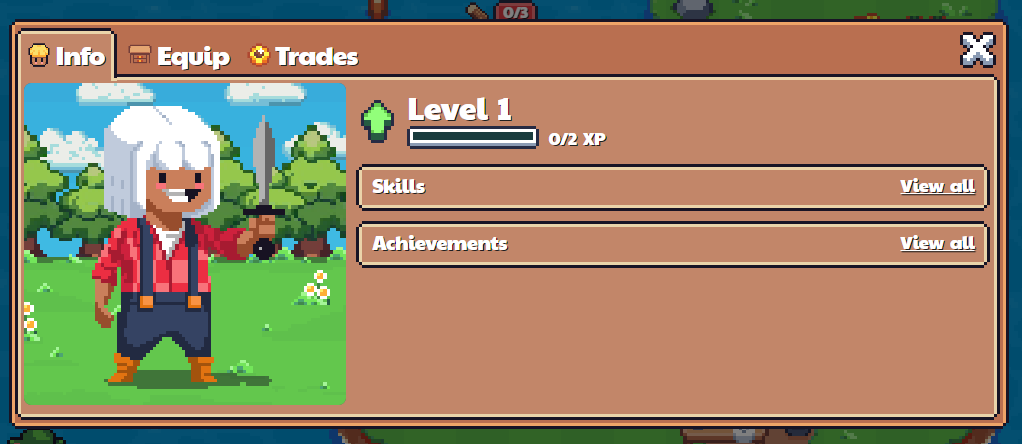 0/3
Info Equip Trades
Level 1
0/2 XP
Skills View all
Achievements View all